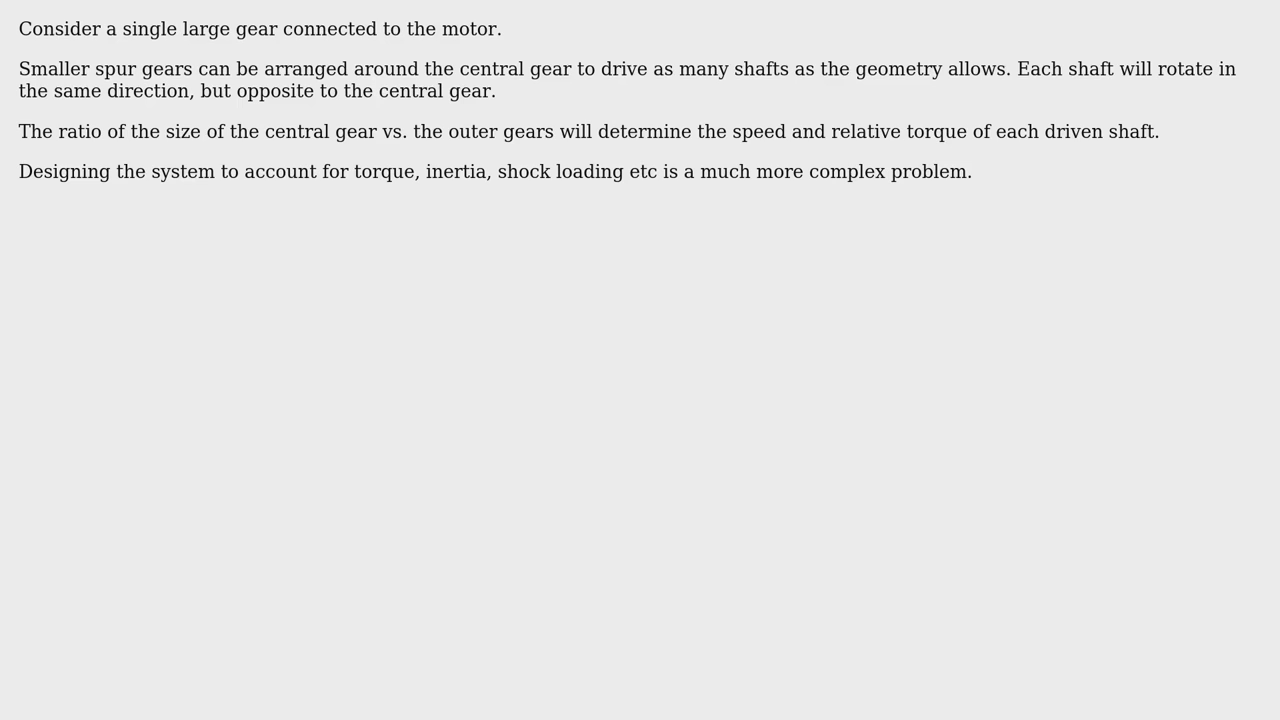 Consider a single large gear connected to the motor.
Smaller spur gears can be arranged around the central gear to drive as many shafts as the geometry allows. Each shaft will rotate in
the same direction, but opposite to the central gear.
The ratio of the size of the central gear vs. the outer gears will determine the speed and relative torque of each driven shaft.
Designing the system to account for torque, inertia, shock loading etc is a much more complex problem.